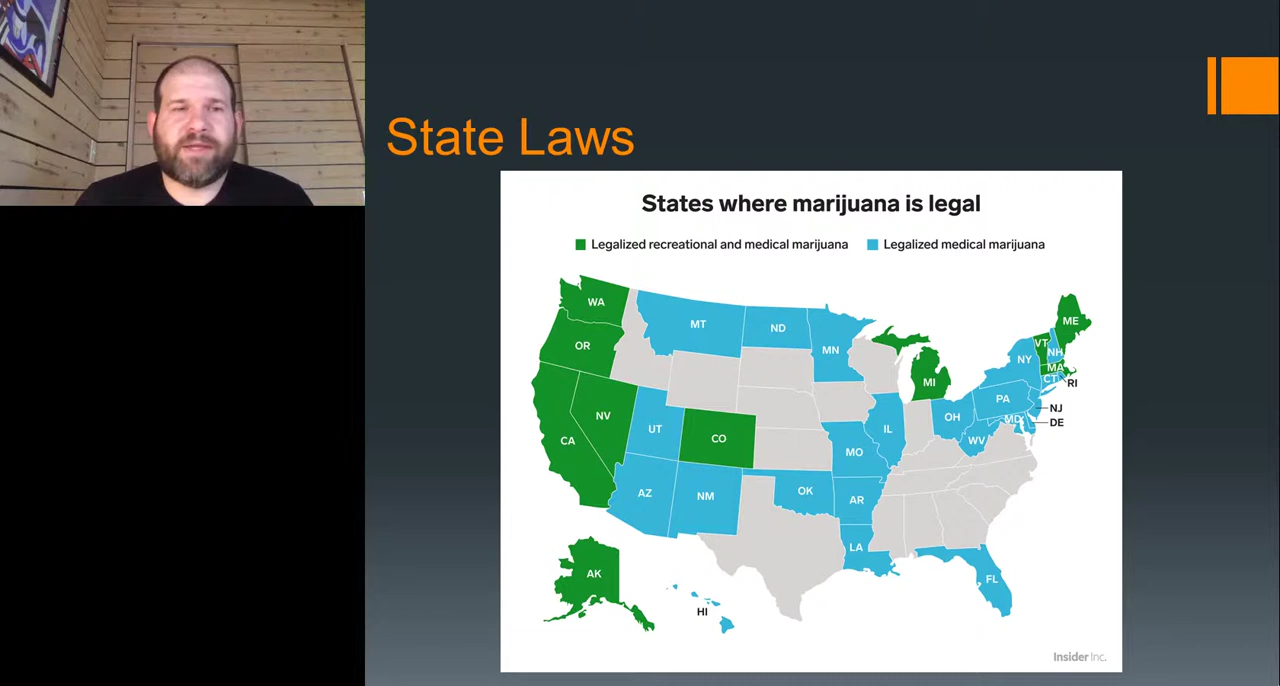 State Laws
States where marijuana is legal
Legalized recreational and medical marijuana
Legalized medical marijuana
WA
MT
ND
MN
OR
ME
VT
NH
NY
MA
CT
RI
MI
NV
UT
CO
CA
IL
OH
PA
NJ
MD
DE
WV
MO
AZ
NM
OK
AR
LA
FL
AK
HI
Insider Inc.